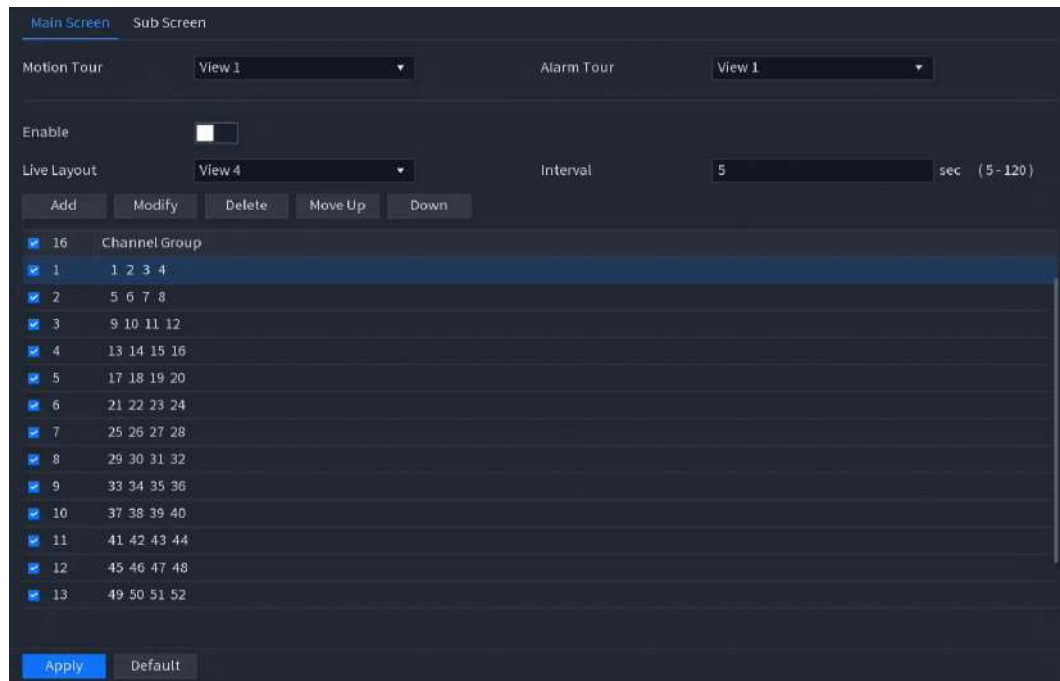 Main Screen Sub Screen
Motion Tour View 1 Alarm Tour View 1
Enable
Live Layout View 4 Interval 5 sec (5-120)
Add Modify Delete Move Up Down
16 Channel Group
1 1 2 3 4
2 5 6 7 8
3 9 10 11 12
4 13 14 15 16
5 17 18 19 20
6 21 22 23 24
7 25 26 27 28
8 29 30 31 32
9 33 34 35 36
10 37 38 39 40
11 41 42 43 44
12 45 46 47 48
13 49 50 51 52
Apply Default